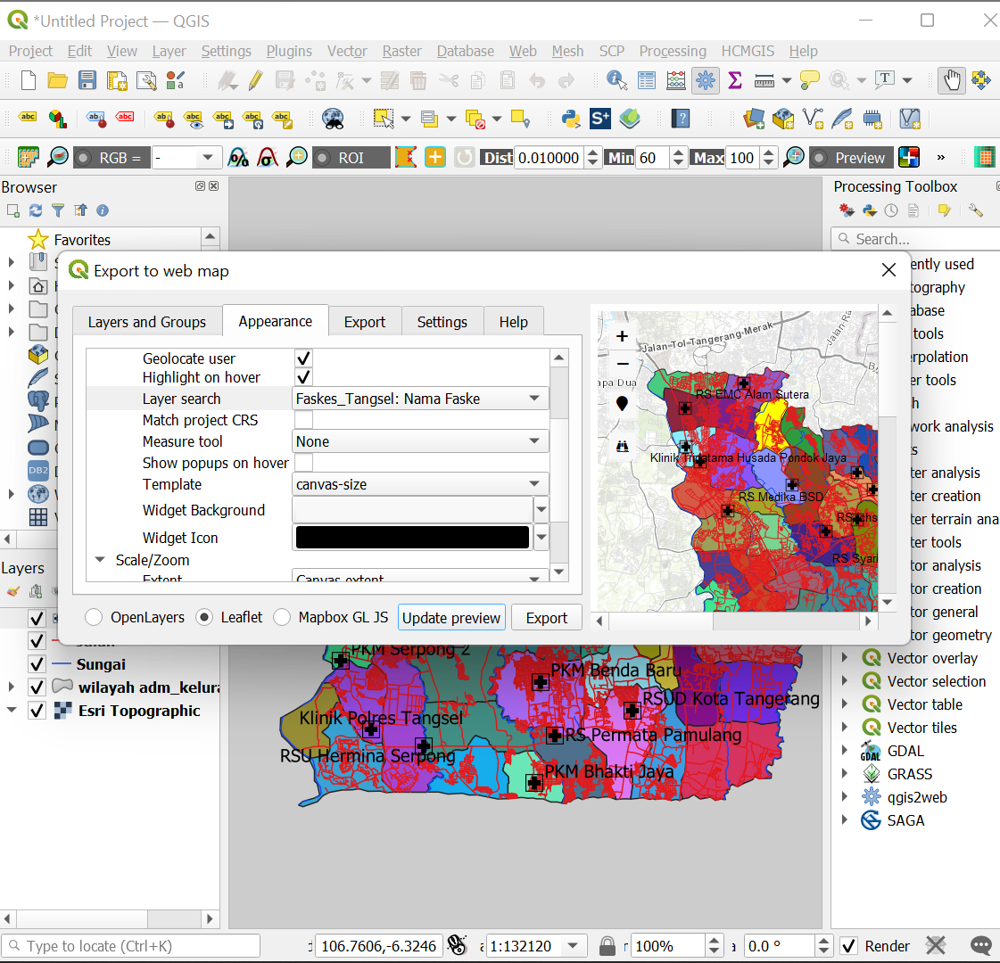 *Untitled Project — QGIS
Project Edit View Layer Settings Plugins Vector Raster Database Web Mesh SCP Processing HCMGIS Help
abc abc
RGB = - ROI Dist 0.010000 Min 60 Max 100 Preview »
Browser
Processing Toolbox
Favorites
Search...
Export to web map
ently used
tography
abase
tools
erpolation
er tools
work analysis
ter analysis
ter creation
ter terrain ana
ter tools
tor analysis
tor creation
tor general
tor geometry
Vector overlay
Vector selection
Vector table
Vector tiles
GDAL
GRASS
qgis2web
SAGA
Layers and Groups Appearance Export Settings Help
Geolocate user
Highlight on hover
Layer search Faskes_Tangsel: Nama Faske
Match project CRS
Measure tool None
Show popups on hover
Template canvas-size
Widget Background
Widget Icon
Scale/Zoom
Extent Canvas extent
OpenLayers Leaflet Mapbox GL JS Update preview Export
+
−
Jalan Tol Tangerang Merak
Jalan Ra
apa Dua
RS EMC Alam Sutera
Klinik Tripatama Husada Pondok Jaya
RS Medika BSD
RS Syari
DB2
Layers
Jalan
Sungai
wilayah adm_kelura
Esri Topographic
PKM Serpong 2
PKM Benda Baru
RSUD Kota Tangerang
Klinik Polres Tangsel
RS Permata Pamulang
RSU Hermina Serpong
PKM Bhakti Jaya
Type to locate (Ctrl+K) 106.7606,-6.3246 1:132120 100% 0.0 ° Render